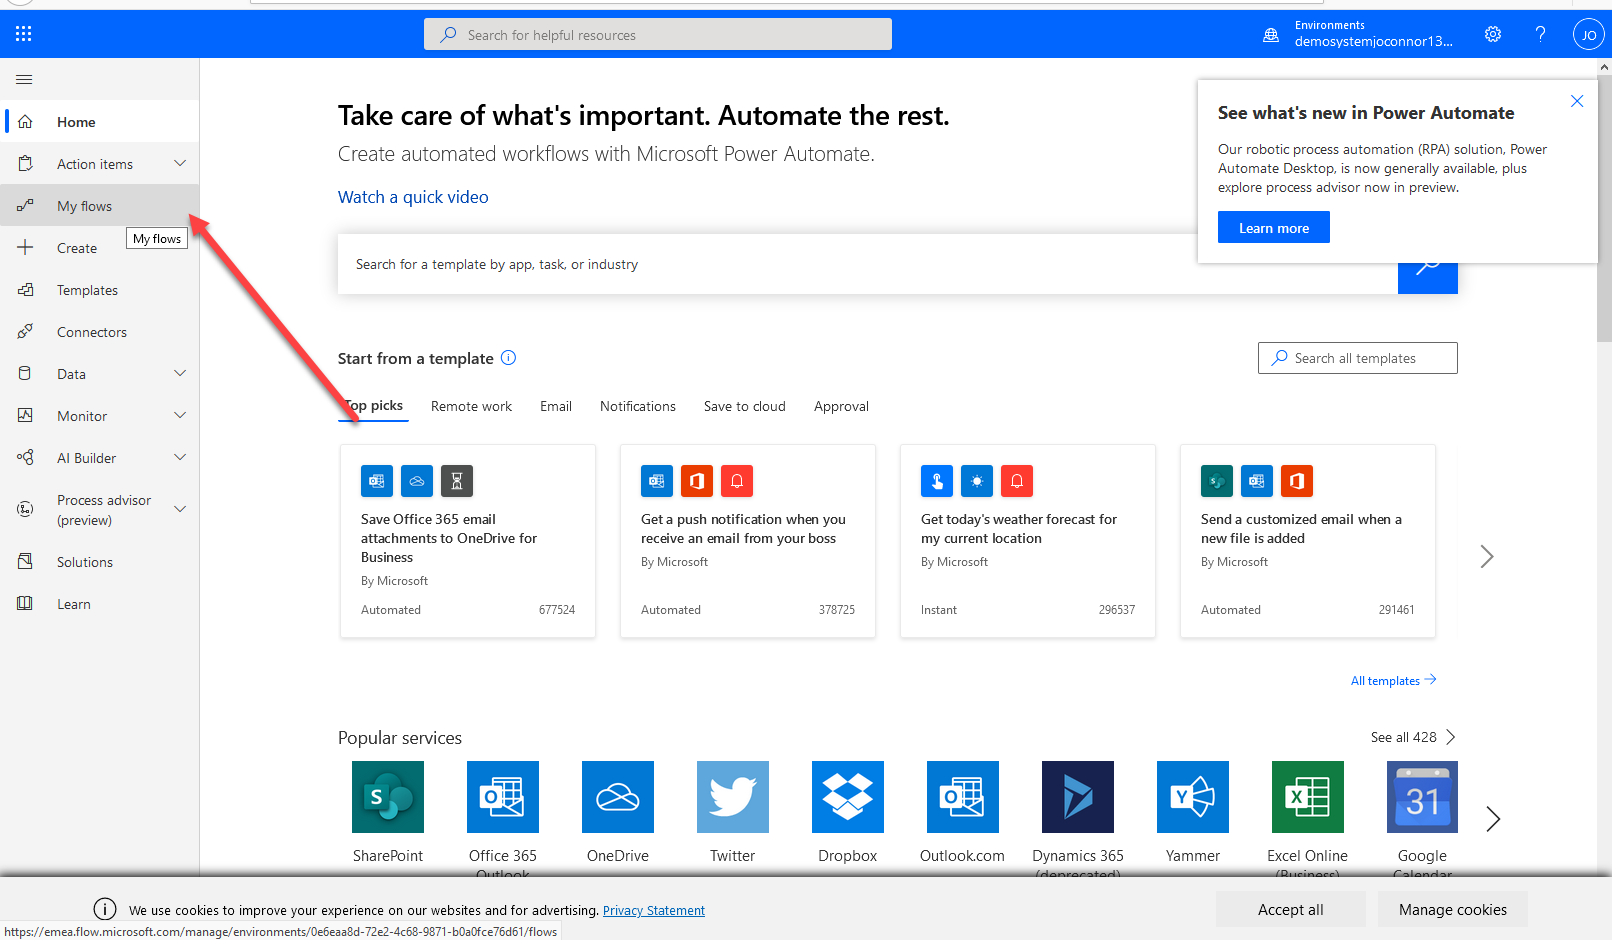 Search for helpful resources
Environments
demosystemjoconnor13...
JO
Home
Action items
My flows
My flows
Create
Templates
Connectors
Data
Monitor
AI Builder
Process advisor
(preview)
Solutions
Learn
Take care of what's important. Automate the rest.
Create automated workflows with Microsoft Power Automate.
Watch a quick video
See what's new in Power Automate
Our robotic process automation (RPA) solution, Power
Automate Desktop, is now generally available, plus
explore process advisor now in preview.
Learn more
Search for a template by app, task, or industry
Start from a template
Search all templates
Top picks
Remote work
Email
Notifications
Save to cloud
Approval
Save Office 365 email
attachments to OneDrive for
Business
By Microsoft
Automated
677524
Get a push notification when you
receive an email from your boss
By Microsoft
Automated
378725
Get today's weather forecast for
my current location
By Microsoft
Instant
296537
Send a customized email when a
new file is added
By Microsoft
Automated
291461
All templates
Popular services
See all 428
31
SharePoint
Office 365
Outlook
OneDrive
Twitter
Dropbox
Outlook.com
Dynamics 365
(deprecated)
Yammer
Excel Online
(Business)
Google
Calendar
We use cookies to improve your experience on our websites and for advertising. Privacy Statement
Accept all
Manage cookies
https://emea.flow.microsoft.com/manage/environments/0e6eaa8d-72e2-4c68-9871-b0a0fce76d61/flows